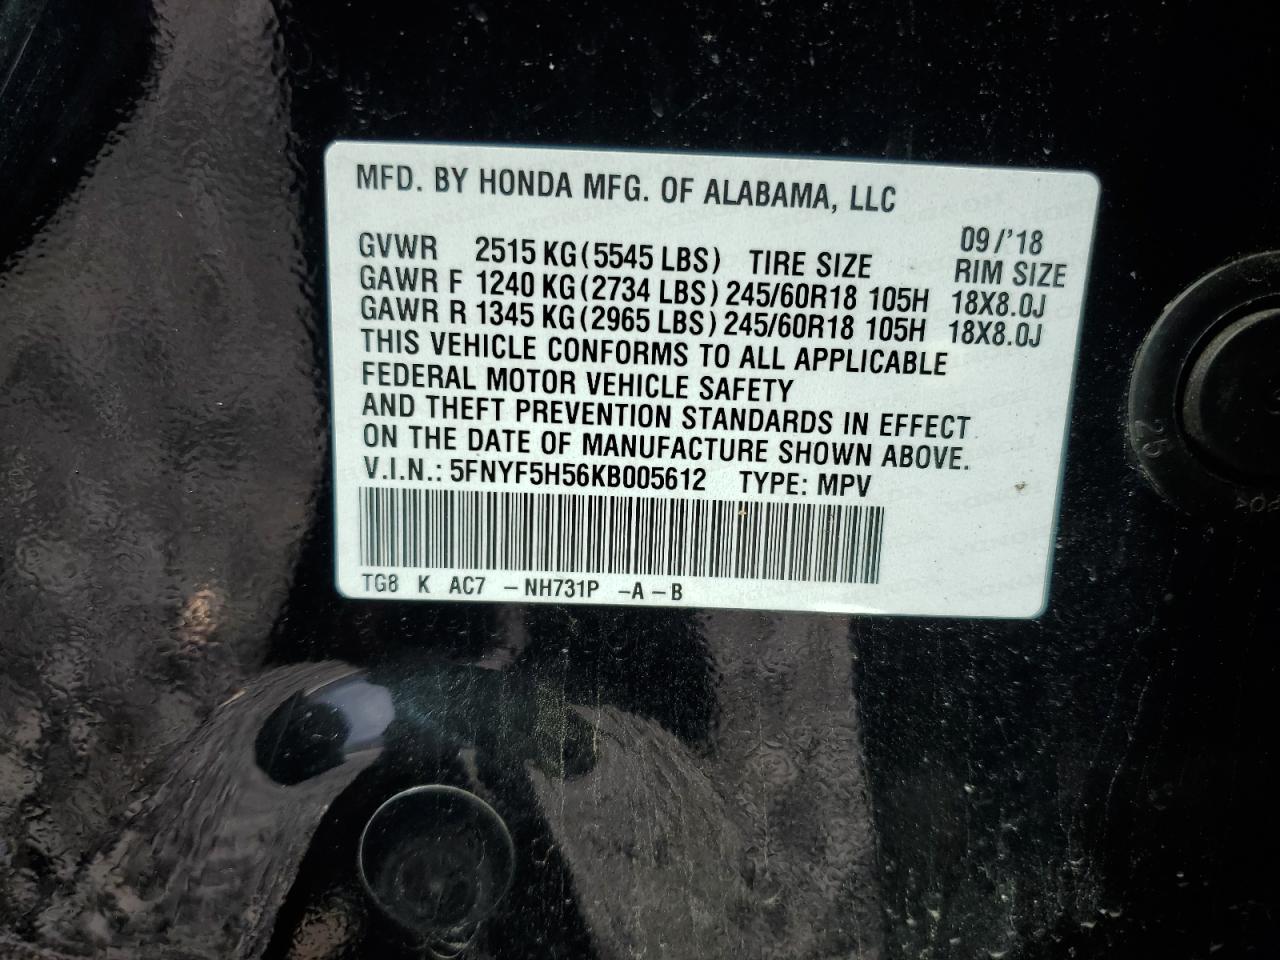 MFD. BY HONDA MFG. OF ALABAMA, LLC
09/'18
GVWR 2515 KG(5545 LBS) TIRE SIZE RIM SIZE
GAWR F 1240 KG(2734 LBS) 245/60R18 105H 18X8.0J
GAWR R 1345 KG(2965 LBS) 245/60R18 105H 18X8.0J
THIS VEHICLE CONFORMS TO ALL APPLICABLE
FEDERAL MOTOR VEHICLE SAFETY
AND THEFT PREVENTION STANDARDS IN EFFECT
ON THE DATE OF MANUFACTURE SHOWN ABOVE.
V.I.N.: 5FNYF5H56KB005612 TYPE: MPV
TG8 K AC7 -NH731P -A-B
25